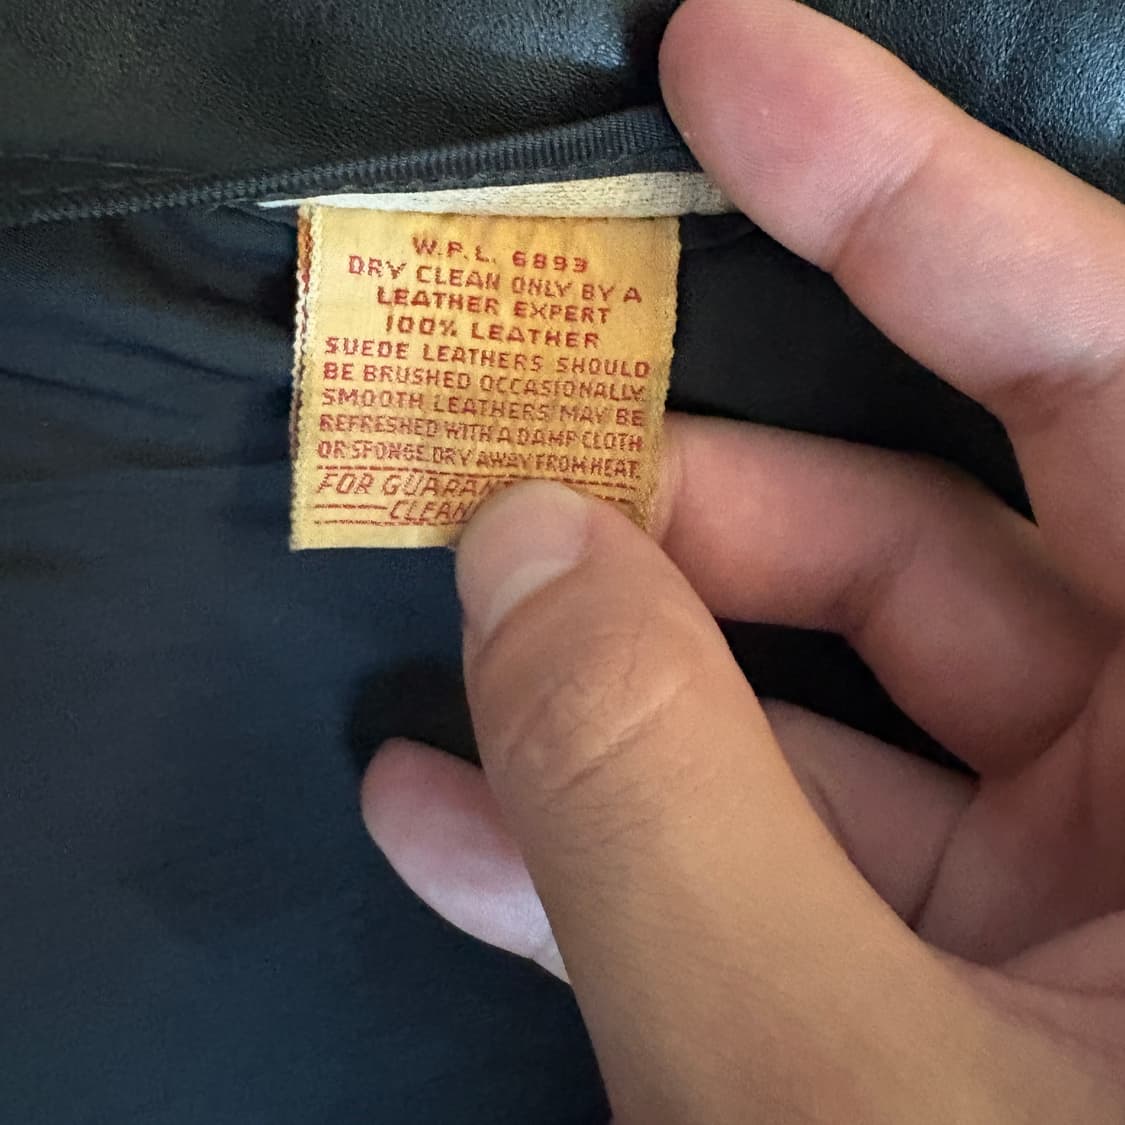 W.P.L. 6893
DRY CLEAN ONLY BY A
LEATHER EXPERT
100% LEATHER
SUEDE LEATHERS SHOULD
BE BRUSHED OCCASIONALLY.
SMOOTH LEATHERS MAY BE
REFRESHED WITH A DAMP CLOTH
OR SPONGE. DRY AWAY FROM HEAT.
FOR
CLEAN